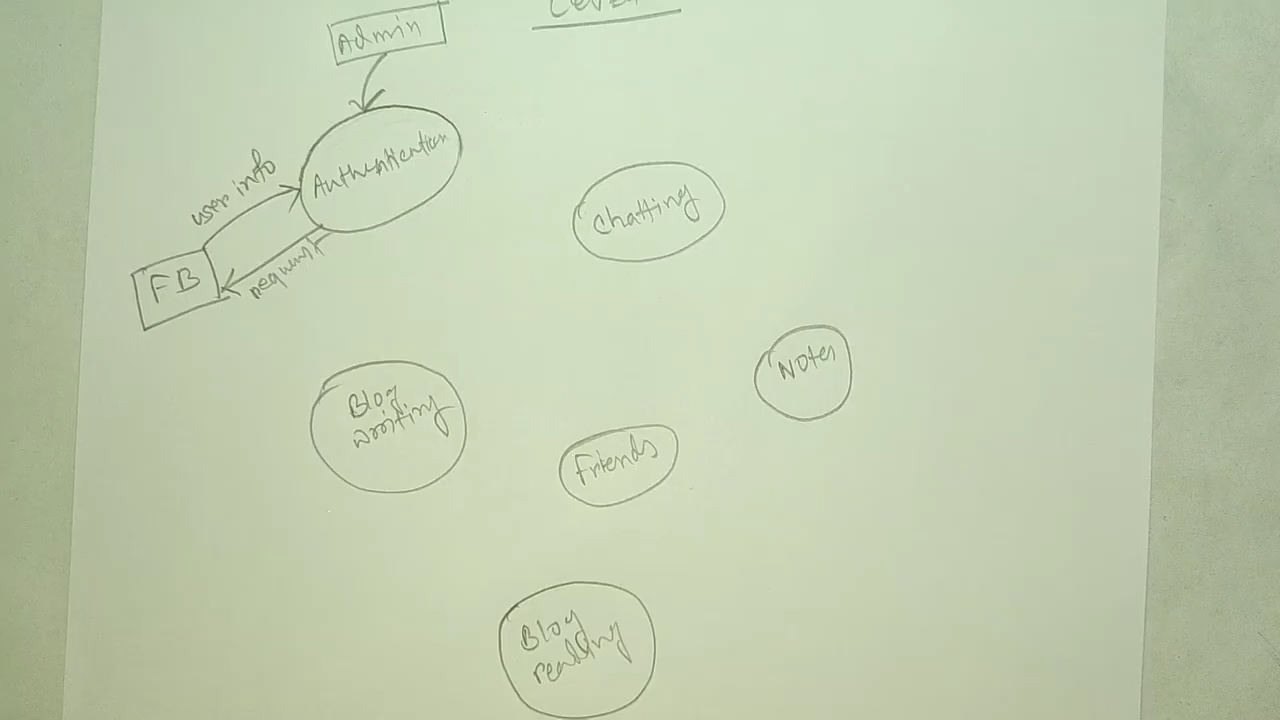 Admin
Authentication
user info
FB
request
Chatting
Notes
Blog
writing
Friends
Blog
reading